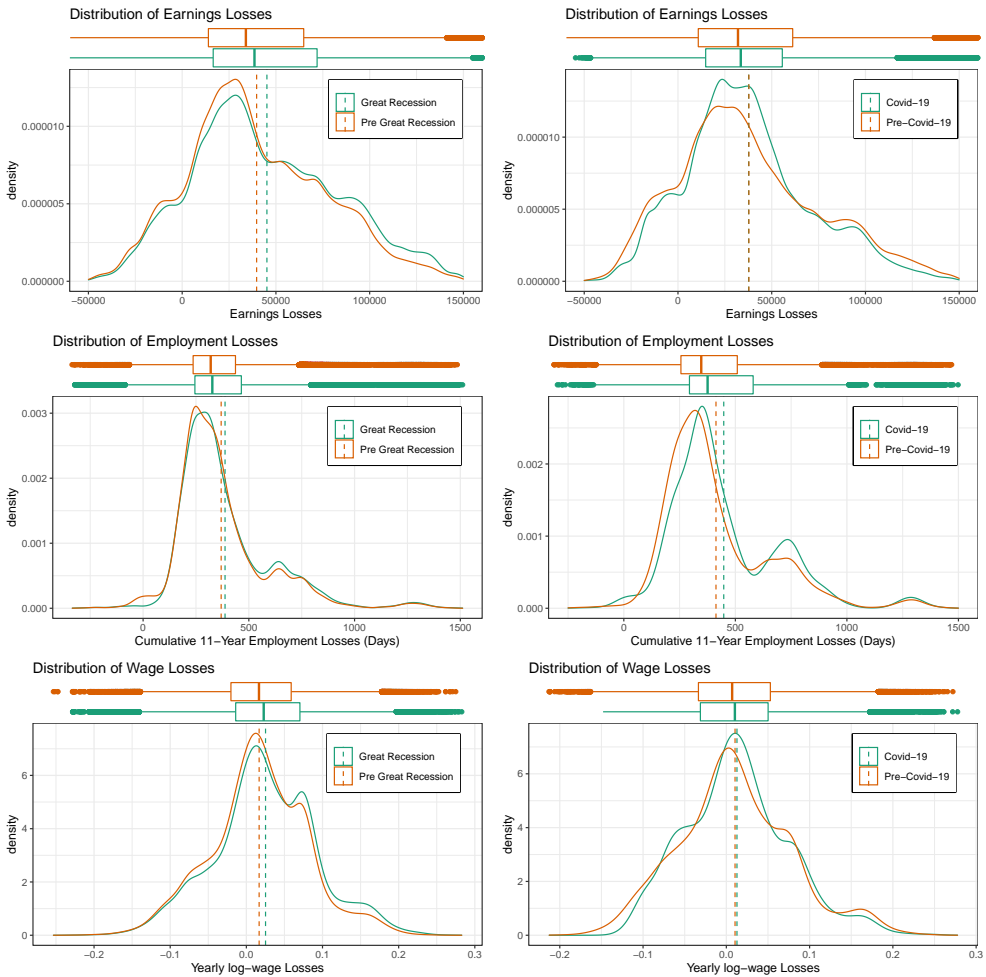 Distribution of Earnings Losses
Great Recession
Pre Great Recession
0.000010
0.000005
0.000000
density
−50000 0 50000 100000 150000
Earnings Losses
Distribution of Earnings Losses
Covid−19
Pre−Covid−19
0.000010
0.000005
0.000000
density
−50000 0 50000 100000 150000
Earnings Losses
Distribution of Employment Losses
Great Recession
Pre Great Recession
0.003
0.002
0.001
0.000
density
0 500 1000 1500
Cumulative 11−Year Employment Losses (Days)
Distribution of Employment Losses
Covid−19
Pre−Covid−19
0.002
0.001
0.000
density
0 500 1000 1500
Cumulative 11−Year Employment Losses (Days)
Distribution of Wage Losses
Great Recession
Pre Great Recession
6
4
2
0
density
−0.2 −0.1 0.0 0.1 0.2
Yearly log−wage Losses
Distribution of Wage Losses
Covid−19
Pre−Covid−19
6
4
2
0
density
−0.2 −0.1 0.0 0.1 0.2 0.3
Yearly log−wage Losses